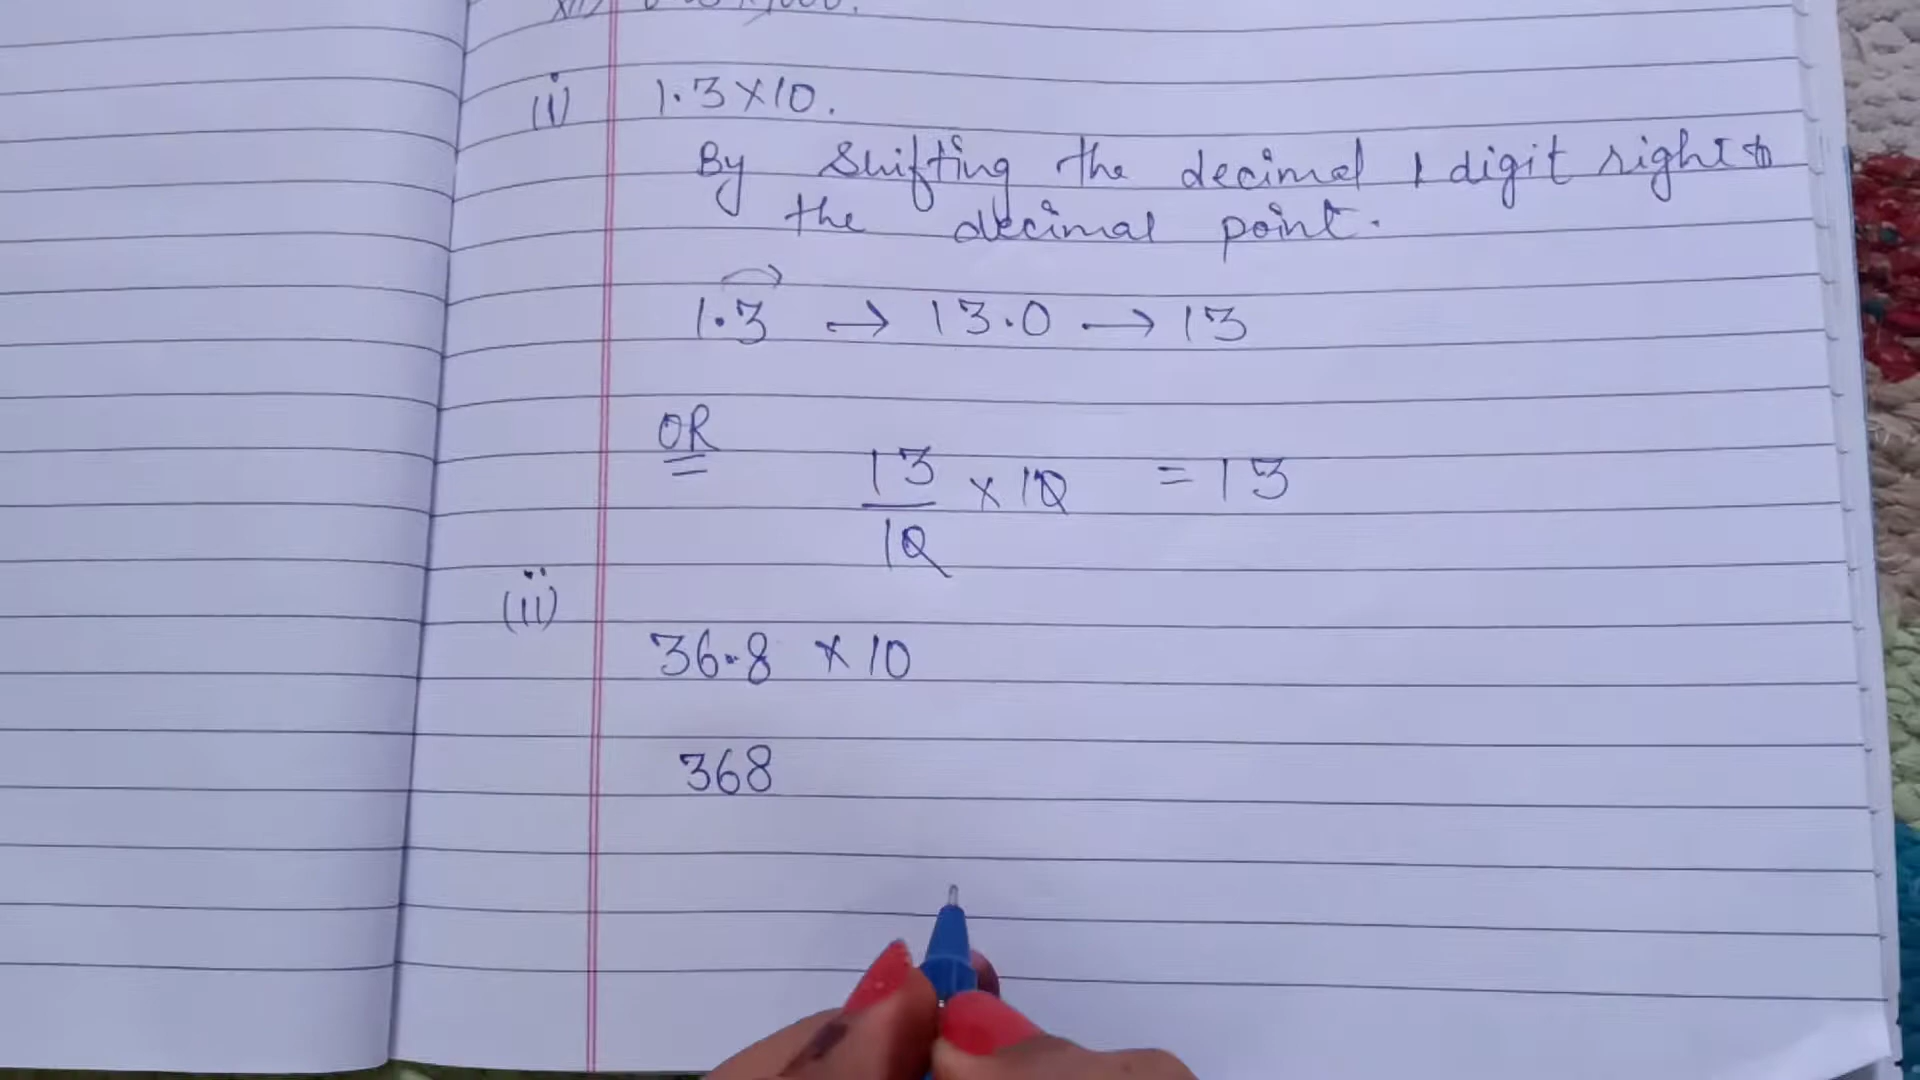 (i) 1.3×10.
By Shifting the decimal 1 digit right to
the decimal point.
1.3 → 13.0 → 13
OR
13/10 × 10 = 13
(ii)
36.8 × 10
368